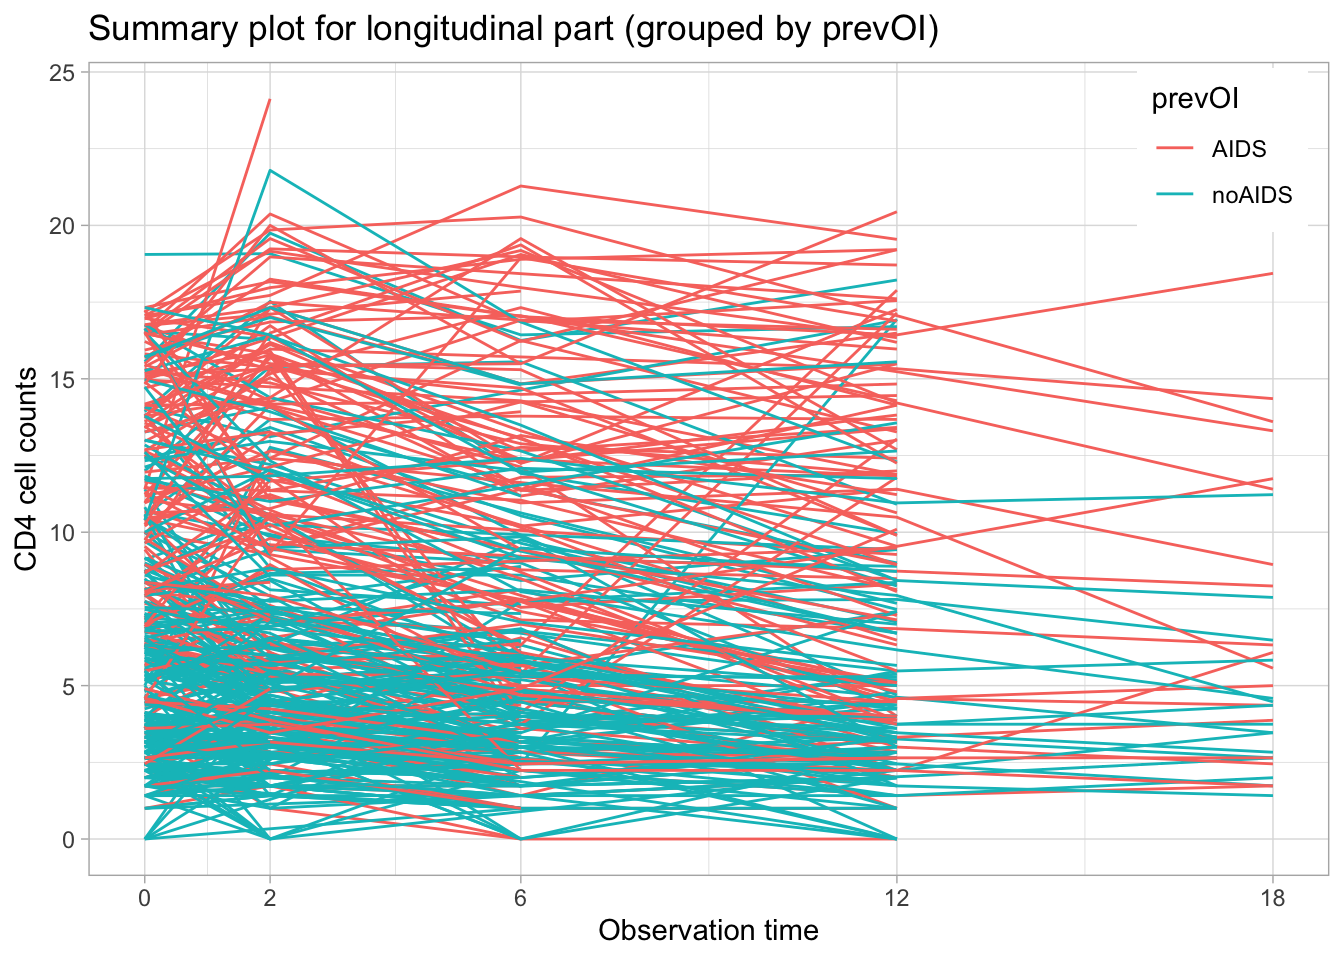 Summary plot for longitudinal part (grouped by prevOI)
25
20
15
10
5
0
CD4 cell counts
prevOI
AIDS
noAIDS
0 2 6 12 18
Observation time